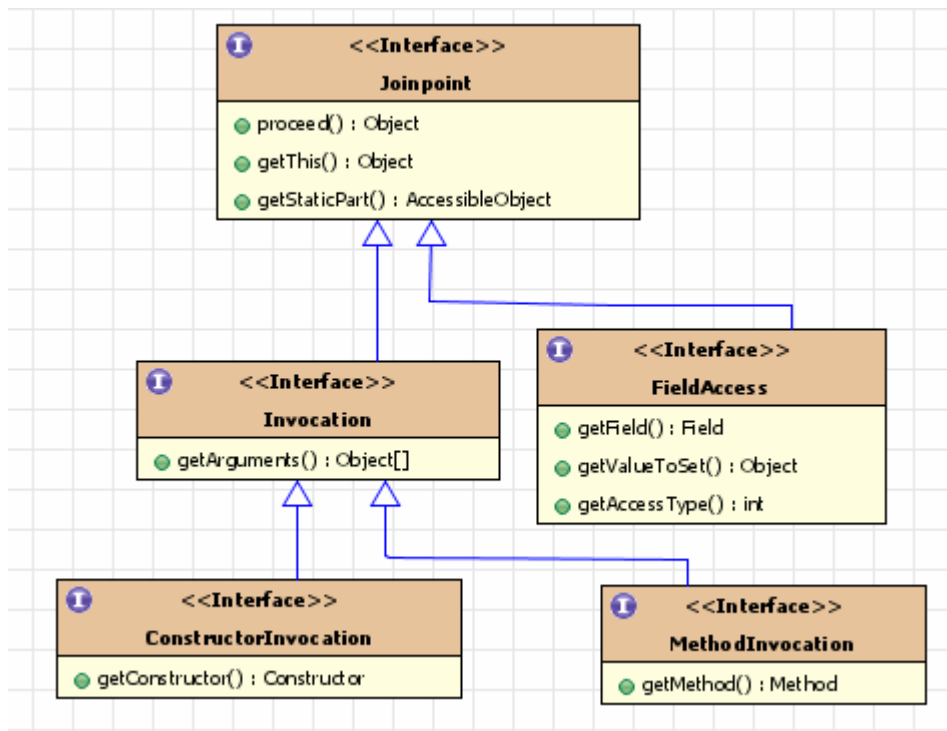 I <<Interface>>
Joinpoint
proceed() : Object
getThis() : Object
getStaticPart() : AccessibleObject
I <<Interface>>
Invocation
getArguments() : Object[]
I <<Interface>>
FieldAccess
getField() : Field
getValueToSet() : Object
getAccessType() : int
I <<Interface>>
ConstructorInvocation
getConstructor() : Constructor
I <<Interface>>
MethodInvocation
getMethod() : Method